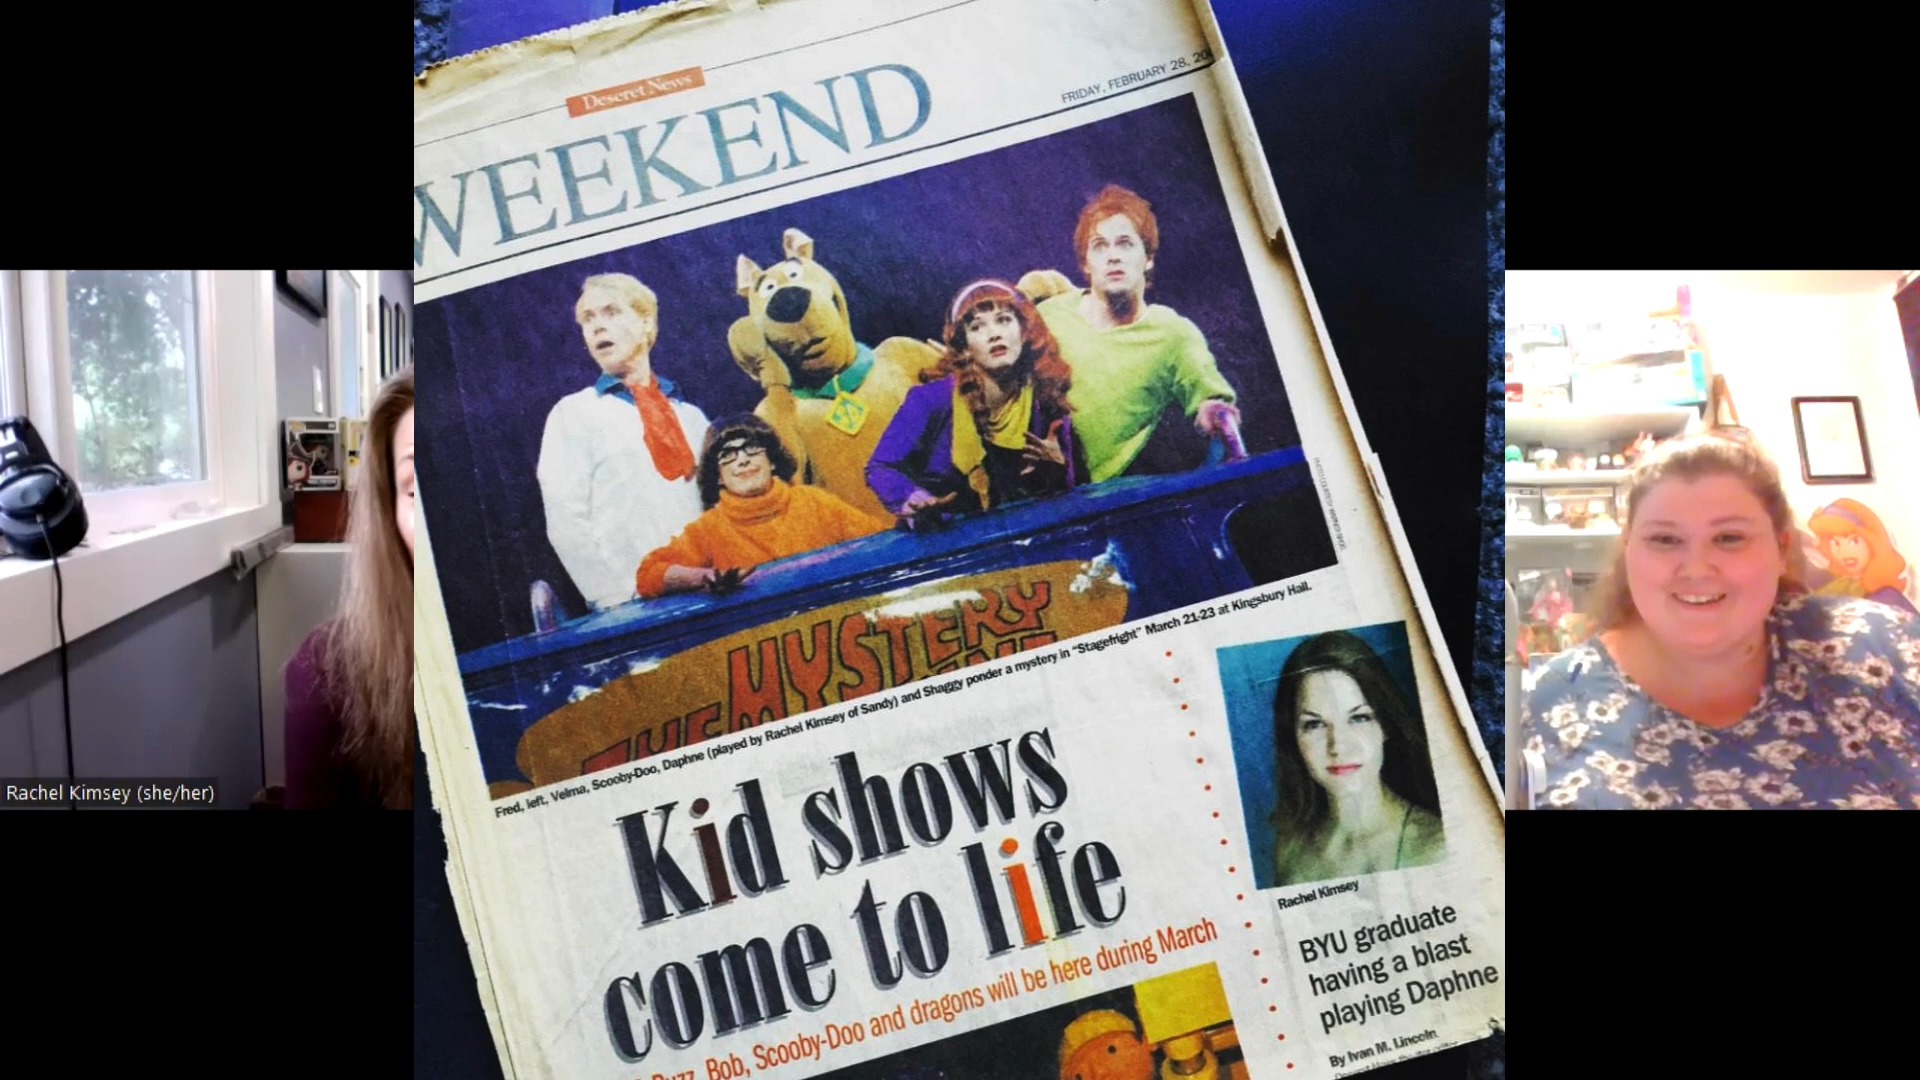 Deseret News
WEEKEND
FRIDAY, FEBRUARY 28, 20
THE MYSTERY
Fred, left, Velma, Scooby-Doo, Daphne (played by Rachel Kimsey of Sandy) and Shaggy ponder a mystery in "Stagefright" March 21-23 at Kingsbury Hall.
Kid shows
come to life
Buzz, Bob, Scooby-Doo and dragons will be here during March
Rachel Kimsey
BYU graduate
having a blast
playing Daphne
By Ivan M. Lincoln
Rachel Kimsey (she/her)